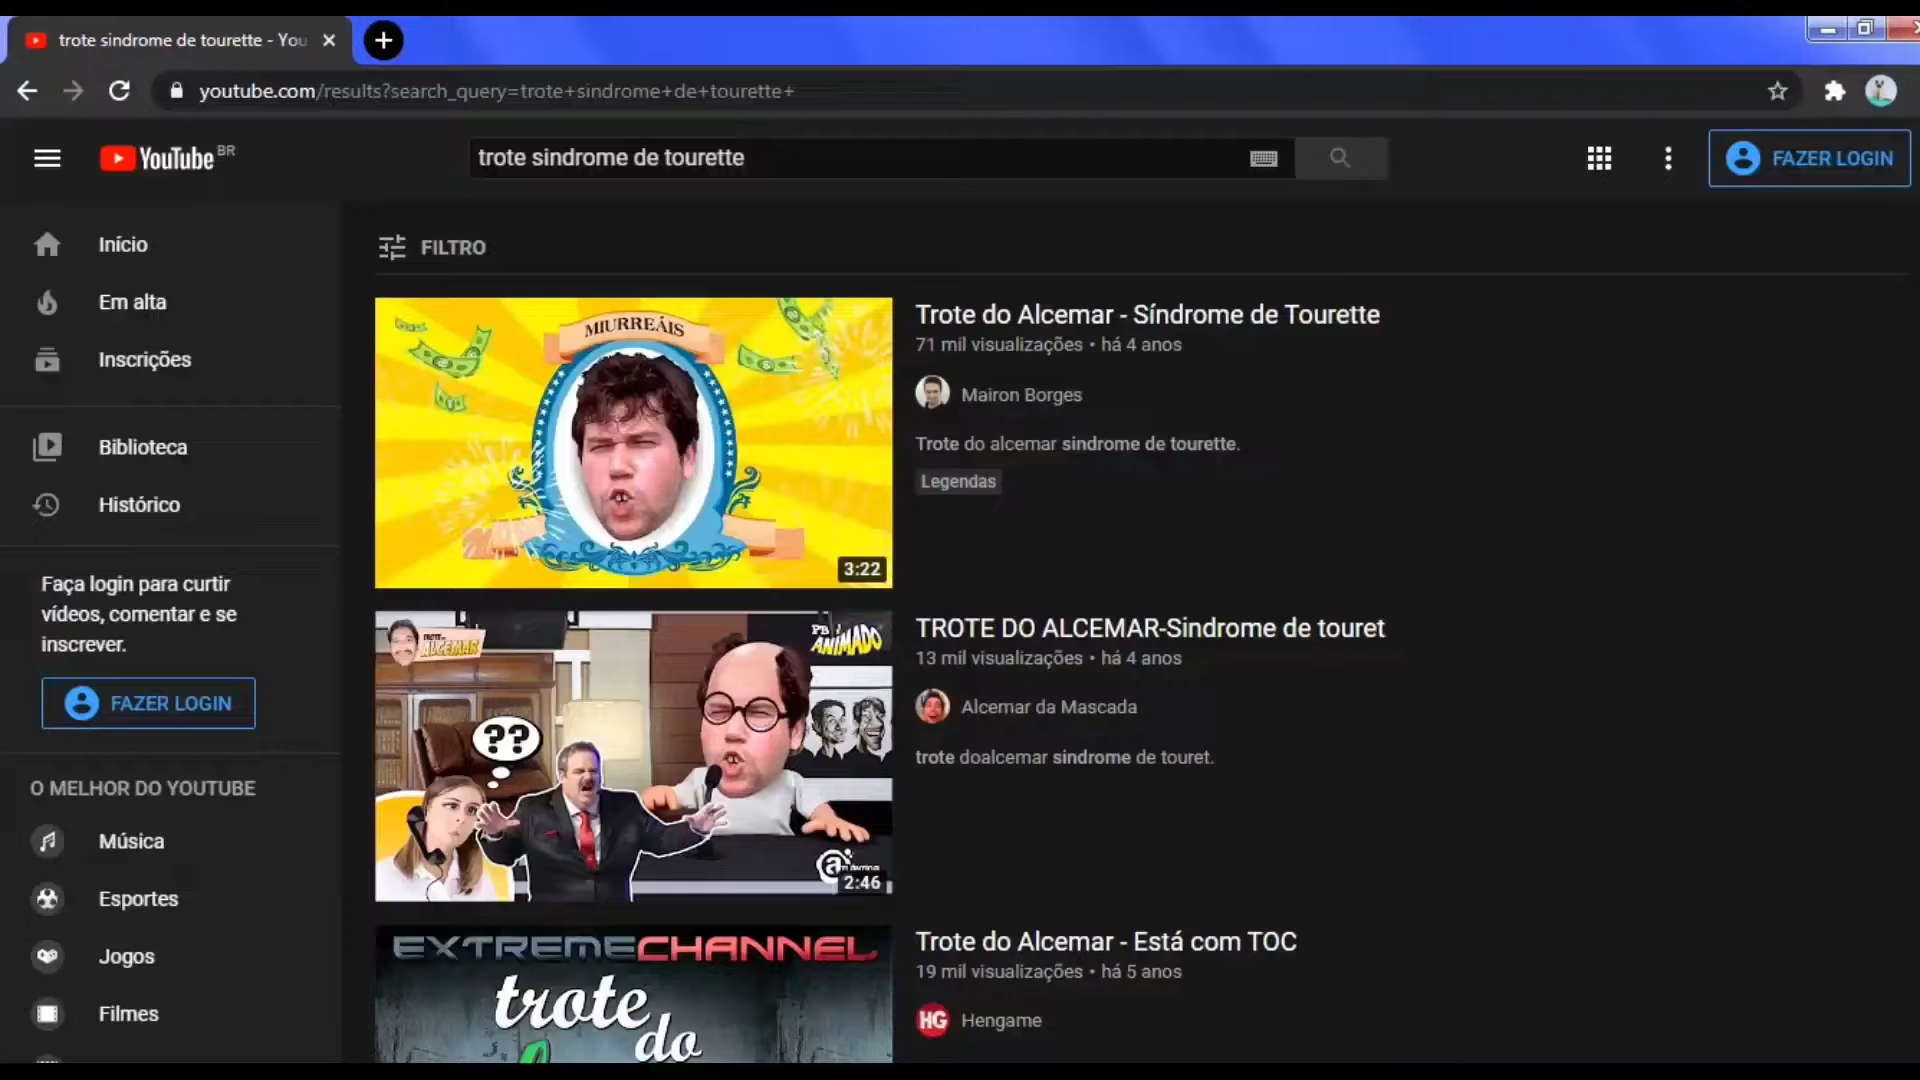 trote sindrome de tourette - You
youtube.com/results?search_query=trote+sindrome+de+tourette+
YouTube BR
trote sindrome de tourette
FAZER LOGIN
Início
Em alta
Inscrições
Biblioteca
Histórico
Faça login para curtir
vídeos, comentar e se
inscrever.
FAZER LOGIN
O MELHOR DO YOUTUBE
Música
Esportes
Jogos
Filmes
FILTRO
MIURREÁIS
3:22
Trote do Alcemar - Síndrome de Tourette
71 mil visualizações • há 4 anos
Mairon Borges
Trote do alcemar sindrome de tourette.
Legendas
ALCEMAR
PB ANIMADO
??
2:46
TROTE DO ALCEMAR-Sindrome de touret
13 mil visualizações • há 4 anos
Alcemar da Mascada
trote doalcemar sindrome de touret.
EXTREMECHANNEL
trote
do
Trote do Alcemar - Está com TOC
19 mil visualizações • há 5 anos
HG Hengame